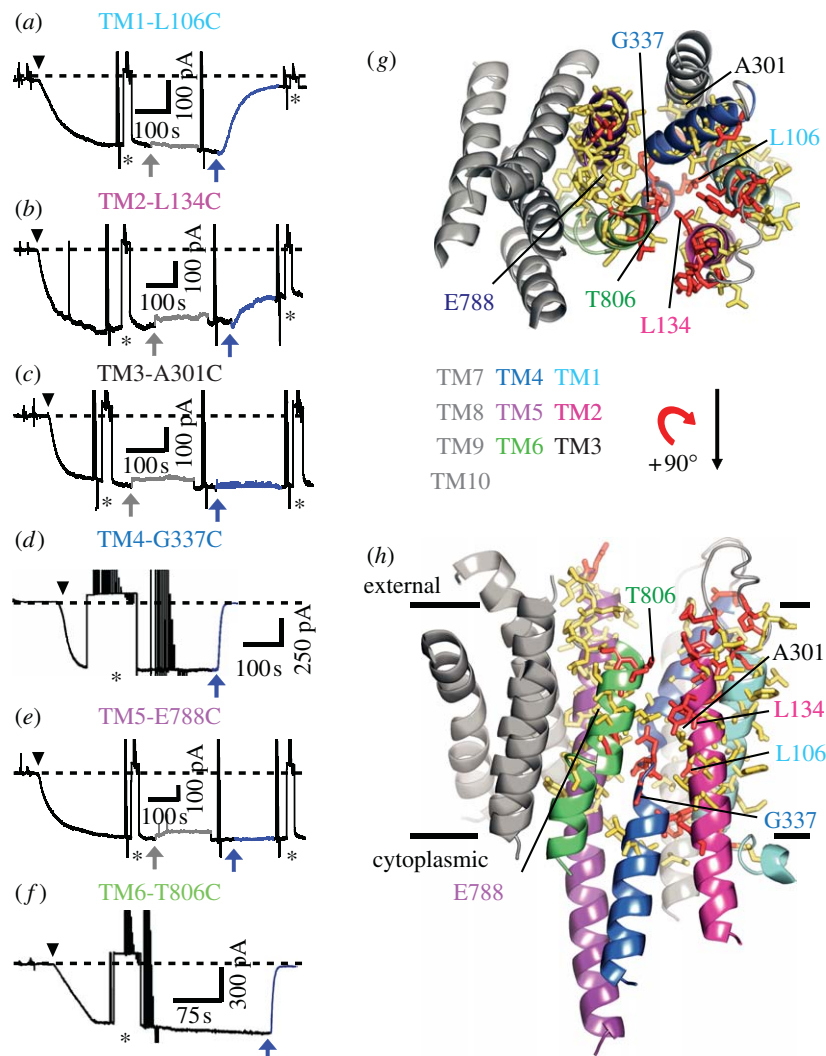 (a) TM1-L106C
100 pA
100 s
*
*
(b) TM2-L134C
100 pA
100 s
*
*
(c) TM3-A301C
100 pA
100 s
*
*
(d) TM4-G337C
250 pA
100 s
*
(e) TM5-E788C
100 pA
100 s
*
*
(f) TM6-T806C
300 pA
75 s
*
(g)
G337
A301
L106
E788
T806
L134
TM7 TM4 TM1
TM8 TM5 TM2
TM9 TM6 TM3
TM10
+90°
(h)
external
T806
A301
L134
L106
G337
cytoplasmic
E788